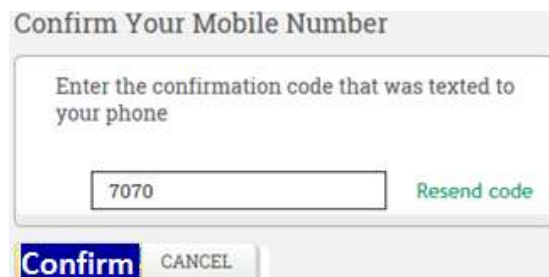 Confirm Your Mobile Number
Enter the confirmation code that was texted to
your phone
7070 Resend code
Confirm CANCEL